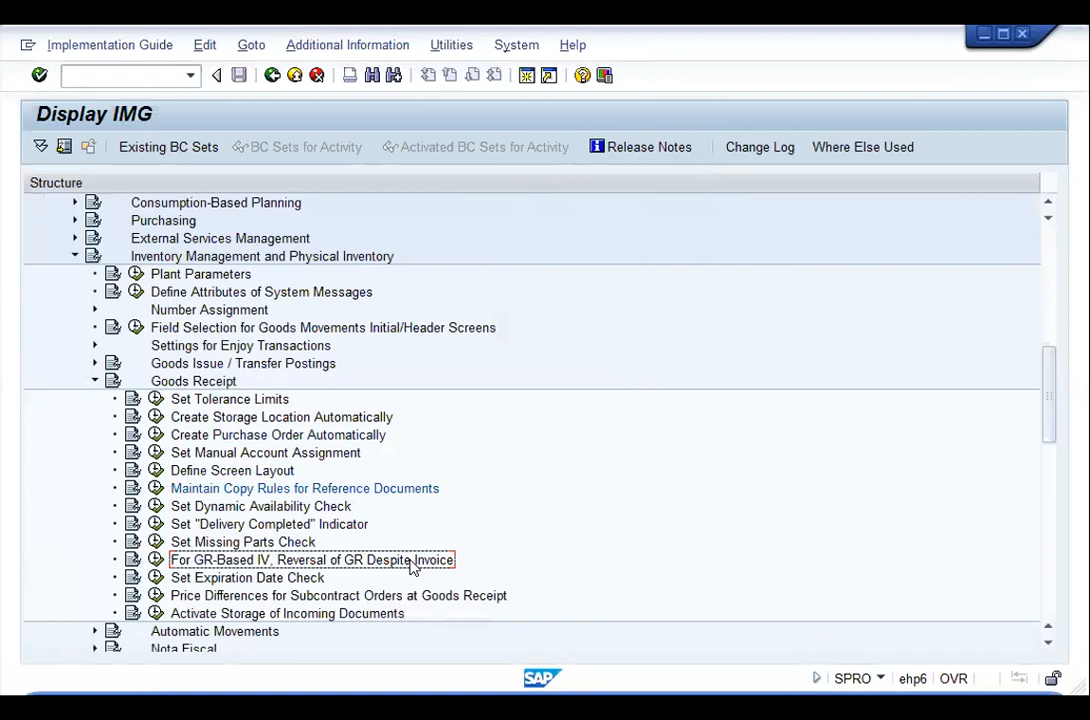 Implementation Guide Edit Goto Additional Information Utilities System Help
Display IMG
Existing BC Sets BC Sets for Activity Activated BC Sets for Activity Release Notes Change Log Where Else Used
Structure
Consumption-Based Planning
Purchasing
External Services Management
Inventory Management and Physical Inventory
Plant Parameters
Define Attributes of System Messages
Number Assignment
Field Selection for Goods Movements Initial/Header Screens
Settings for Enjoy Transactions
Goods Issue / Transfer Postings
Goods Receipt
Set Tolerance Limits
Create Storage Location Automatically
Create Purchase Order Automatically
Set Manual Account Assignment
Define Screen Layout
Maintain Copy Rules for Reference Documents
Set Dynamic Availability Check
Set "Delivery Completed" Indicator
Set Missing Parts Check
For GR-Based IV, Reversal of GR Despite Invoice
Set Expiration Date Check
Price Differences for Subcontract Orders at Goods Receipt
Activate Storage of Incoming Documents
Automatic Movements
Nota Fiscal
SAP SPRO ehp6 OVR